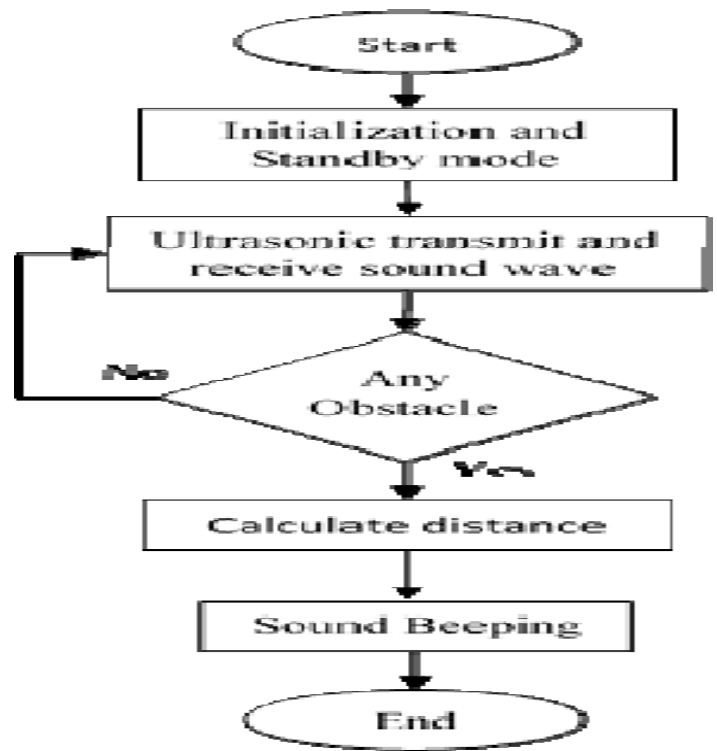 Start
Initialization and
Standby mode
Ultrasonic transmit and
receive sound wave
No
Any
Obstacle
Yes
Calculate distance
Sound Beeping
End